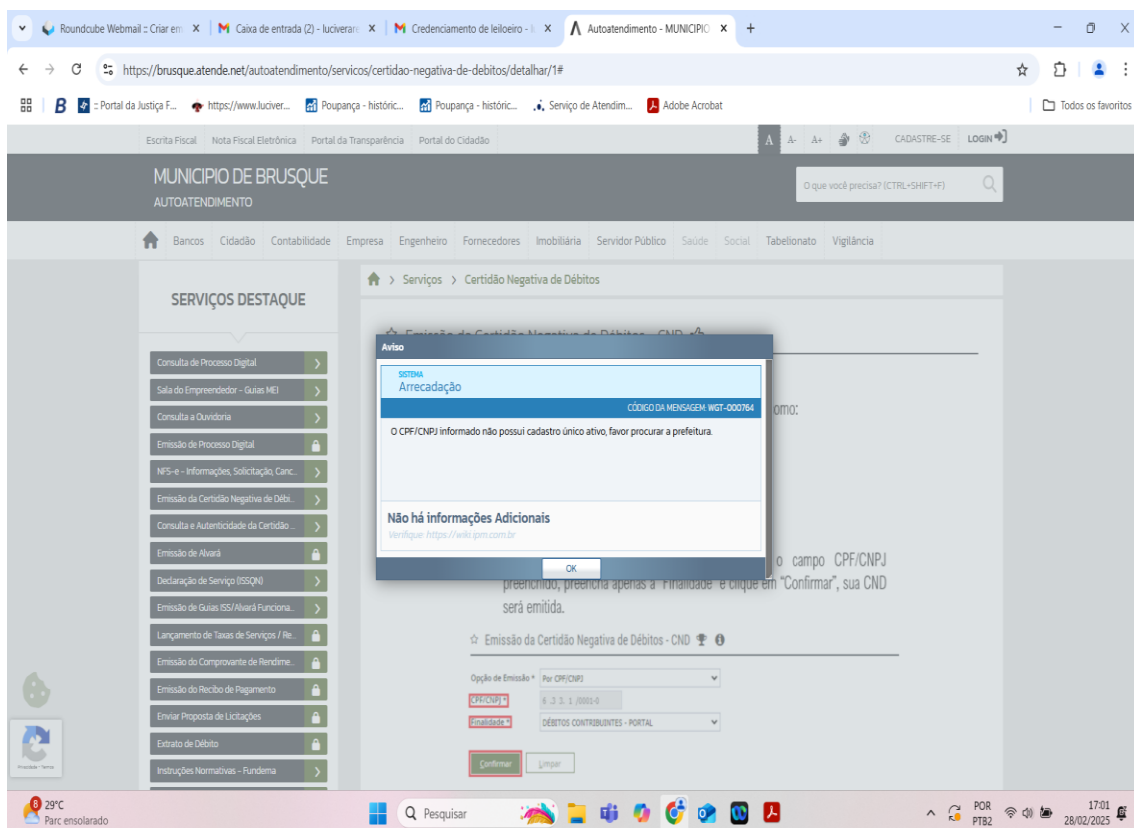 Roundcube Webmail :: Criar em
Caixa de entrada (2) - luciverare
Credenciamento de leiloeiro -
Autoatendimento - MUNICIPIO
https://brusque.atende.net/autoatendimento/servicos/certidao-negativa-de-debitos/detalhar/1#
:: Portal da Justiça F...
https://www.luciver...
Poupança - históric...
Poupança - históric...
Serviço de Atendim...
Adobe Acrobat
Todos os favoritos
Escrita Fiscal Nota Fiscal Eletrônica Portal da Transparência Portal do Cidadão
A A- A+ CADASTRE-SE LOGIN
MUNICIPIO DE BRUSQUE
AUTOATENDIMENTO
O que você precisa? (CTRL+SHIFT+F)
Bancos Cidadão Contabilidade Empresa Engenheiro Fornecedores Imobiliária Servidor Público Saúde Social Tabelionato Vigilância
SERVIÇOS DESTAQUE
Consulta de Processo Digital
Sala do Empreendedor - Guias MEI
Consulta a Ouvidoria
Emissão de Processo Digital
NFS-e - Informações, Solicitação, Canc...
Emissão da Certidão Negativa de Débi...
Consulta e Autenticidade da Certidão ...
Emissão de Alvará
Declaração de Serviço (ISSQN)
Emissão de Guias ISS/Alvará Funciona...
Lançamento de Taxas de Serviços / Re...
Emissão do Comprovante de Rendime...
Emissão do Recibo de Pagamento
Enviar Proposta de Licitações
Extrato de Débito
Instruções Normativas - Fundema
> Serviços > Certidão Negativa de Débitos
Emissão da Certidão Negativa de Débitos - CND
Aviso
SISTEMA
Arrecadação
CÓDIGO DA MENSAGEM: WGT-000764
O CPF/CNPJ informado não possui cadastro único ativo, favor procurar a prefeitura.
Não há informações Adicionais
Verifique: https://wiki.ipm.com.br
OK
omo:
o campo CPF/CNPJ
preenchido, preencha apenas a "Finalidade" e clique em "Confirmar", sua CND
será emitida.
Emissão da Certidão Negativa de Débitos - CND
Opção de Emissão * Por CPF/CNPJ
CPF/CNPJ *
Finalidade * DÉBITOS CONTRIBUINTES - PORTAL
Confirmar Limpar
Privacidade - Termos
8
29°C
Parc ensolarado
Pesquisar
POR
PTB2
17:01
28/02/2025